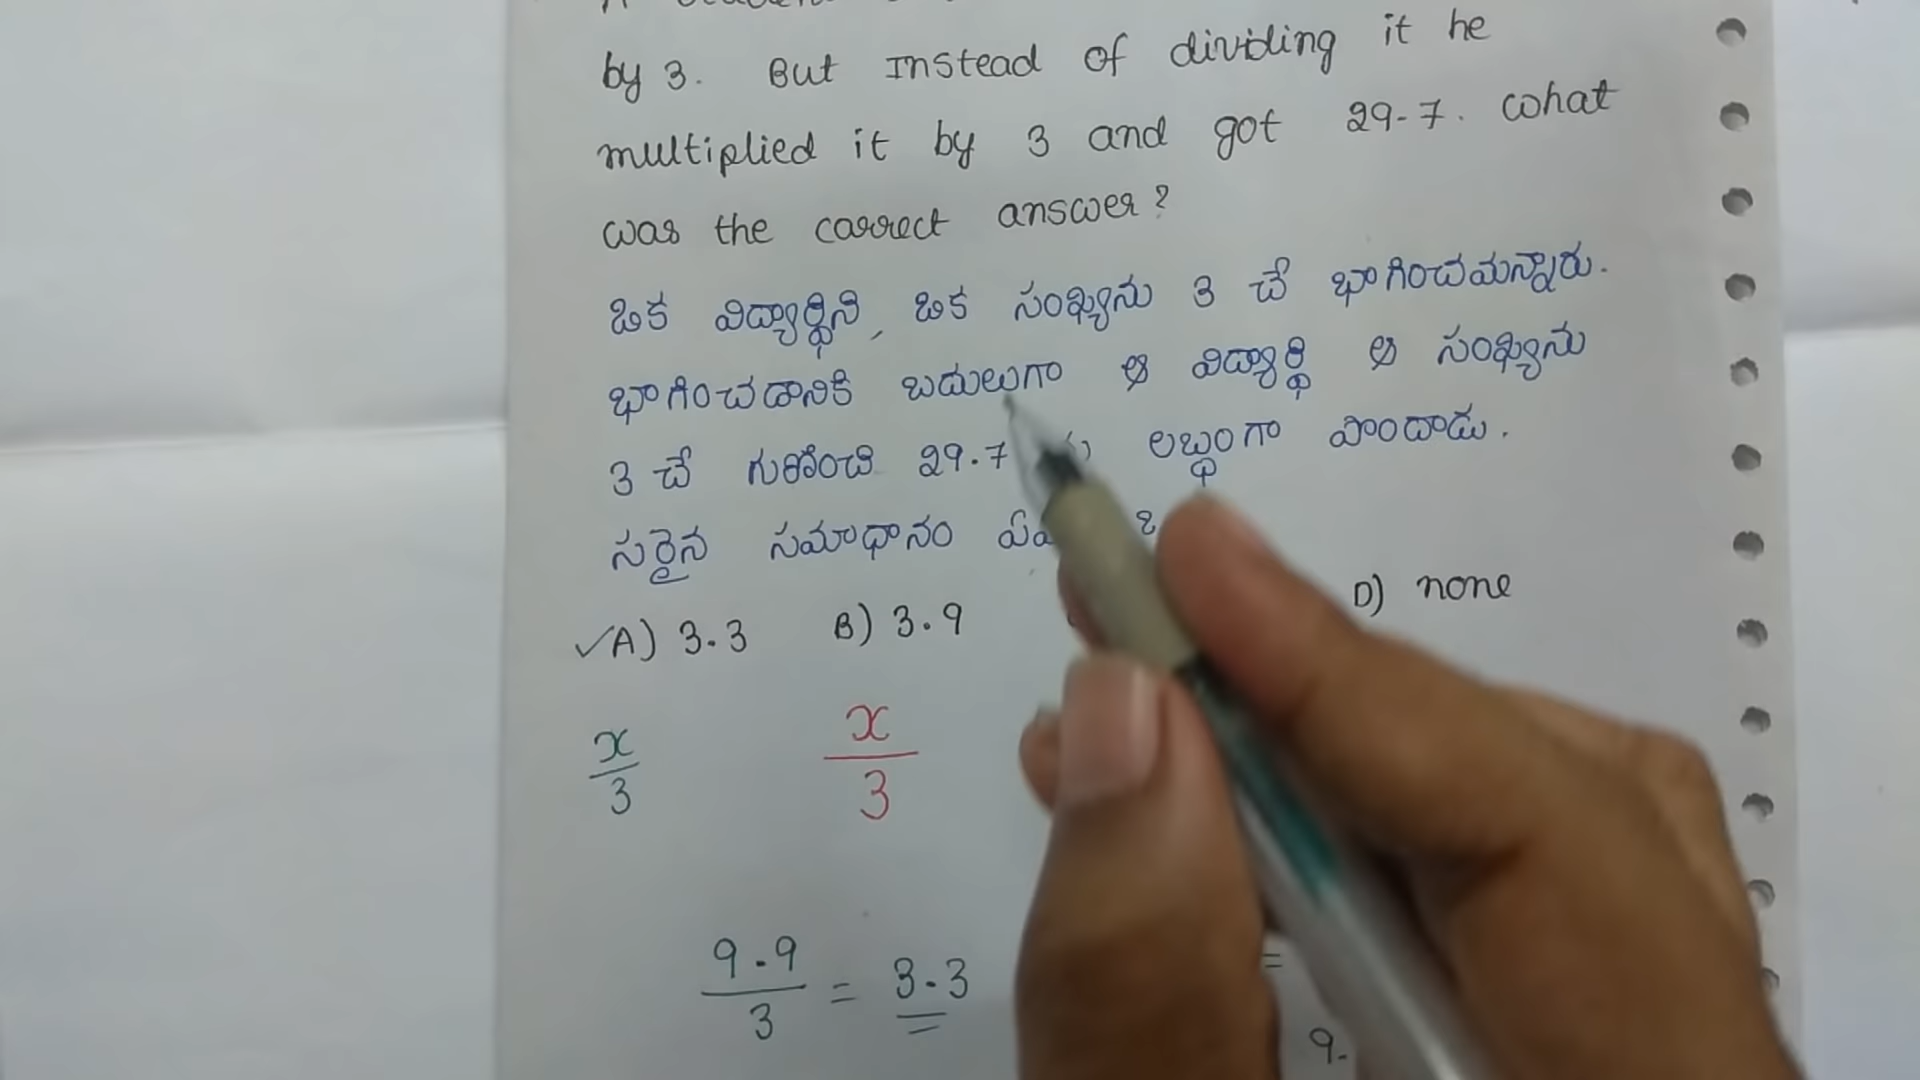 by 3. But Instead of dividing it he
multiplied it by 3 and got 29-7. What
was the carrect answer?
ఒక విద్యార్థిని, ఒక సంఖ్యను 3 చే భాగించమన్నారు.
భాగించడానికి బదులుగా ఆ విద్యార్థి ఆ సంఖ్యను
3 చే గుణించి 29.7 లబ్ధంగా పొందాడు.
సరైన సమాధానం ?
✓A) 3.3 B) 3.9 D) none
x/3 x/3
9.9/3 = 3.3 =
9.